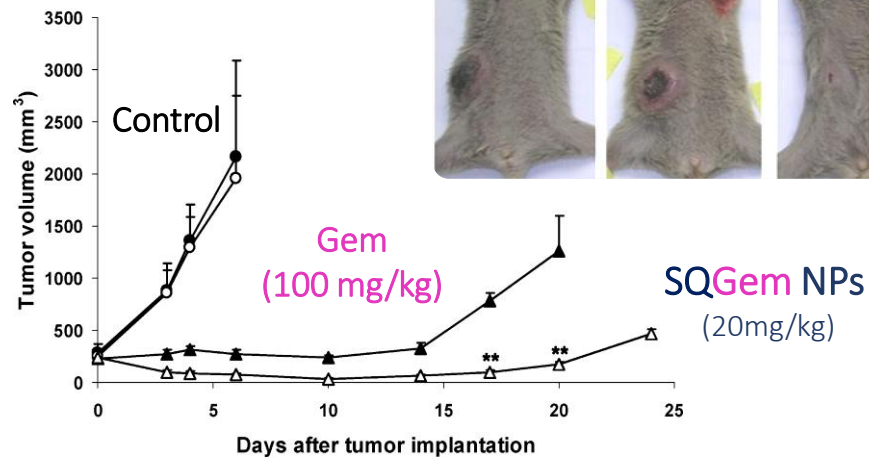 3500
3000
2500
2000
1500
1000
500
0
Tumor volume (mm³)
Control
Gem
(100 mg/kg)
SQGem NPs
(20mg/kg)
**
**
0
5
10
15
20
25
Days after tumor implantation